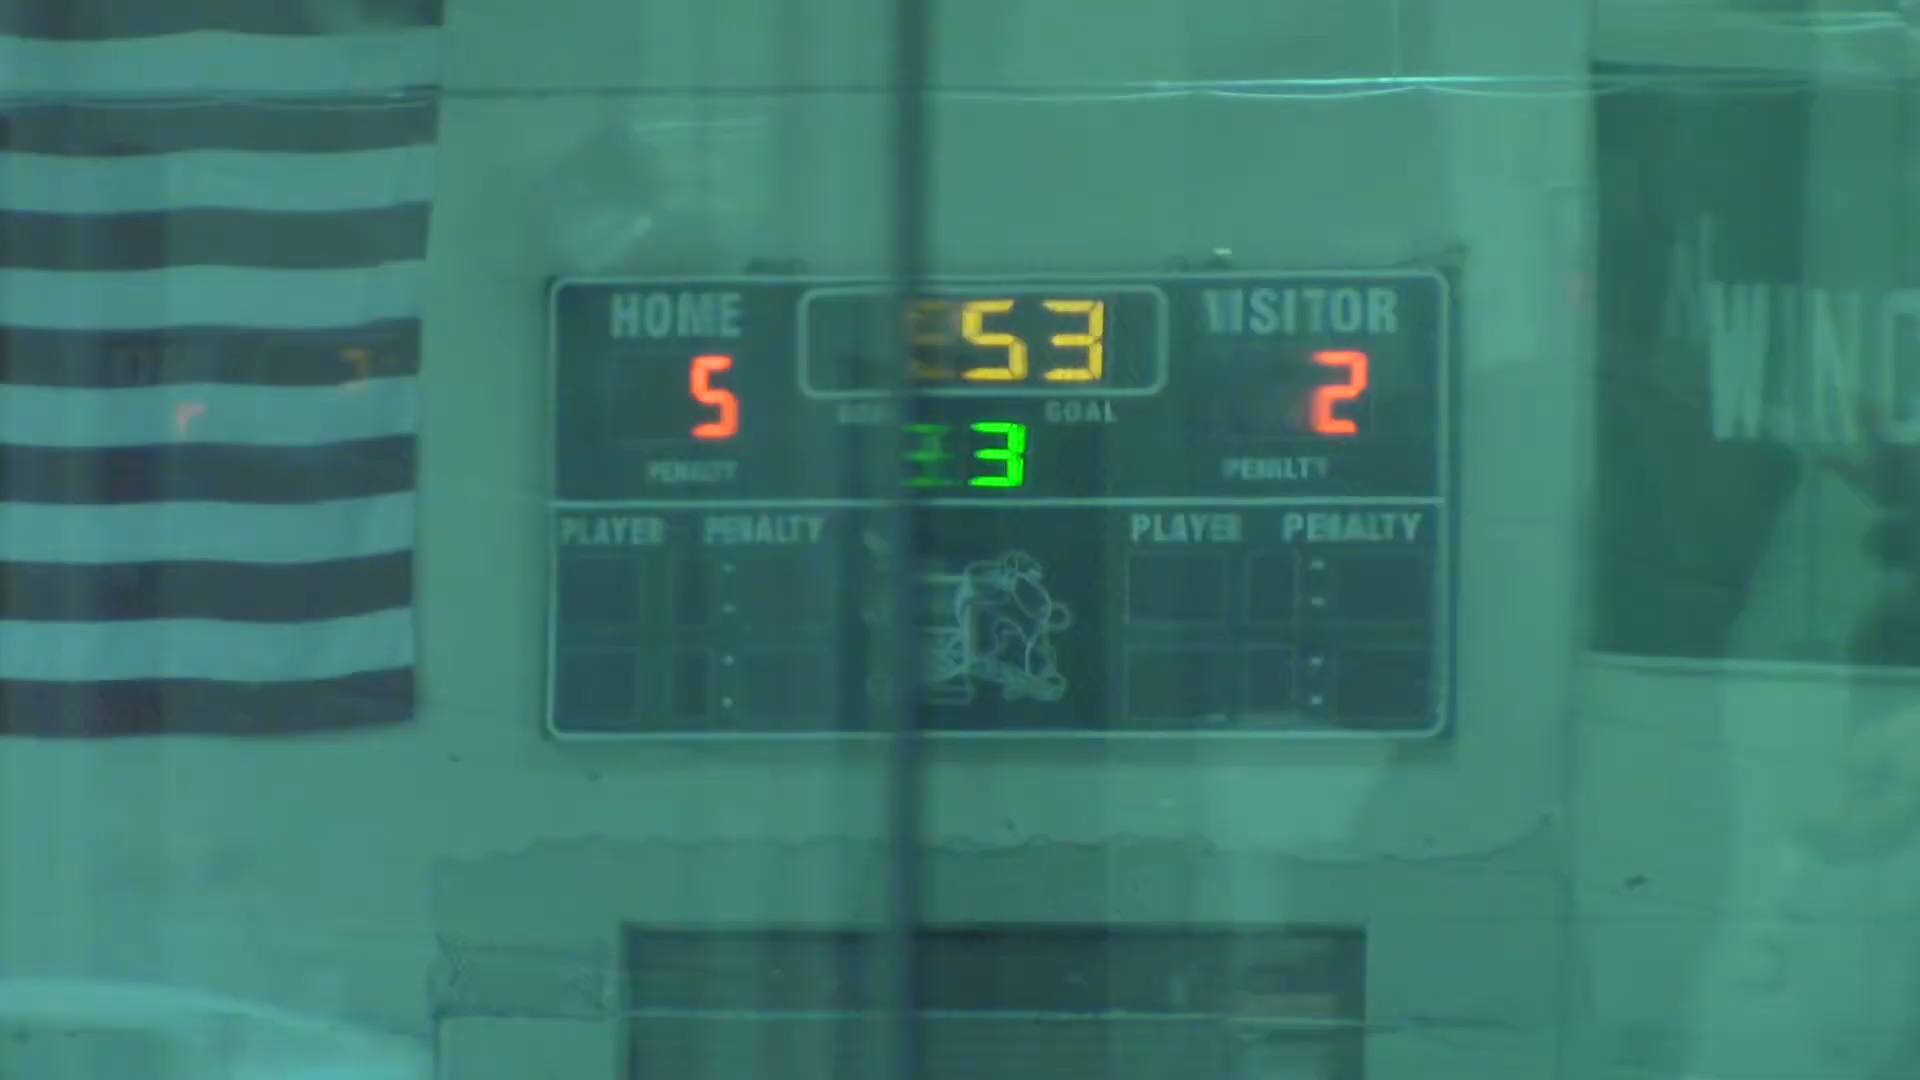 HOME
53
VISITOR
5
2
GOAL
3
PENALTY
PENALTY
PLAYER PENALTY
PLAYER PENALTY